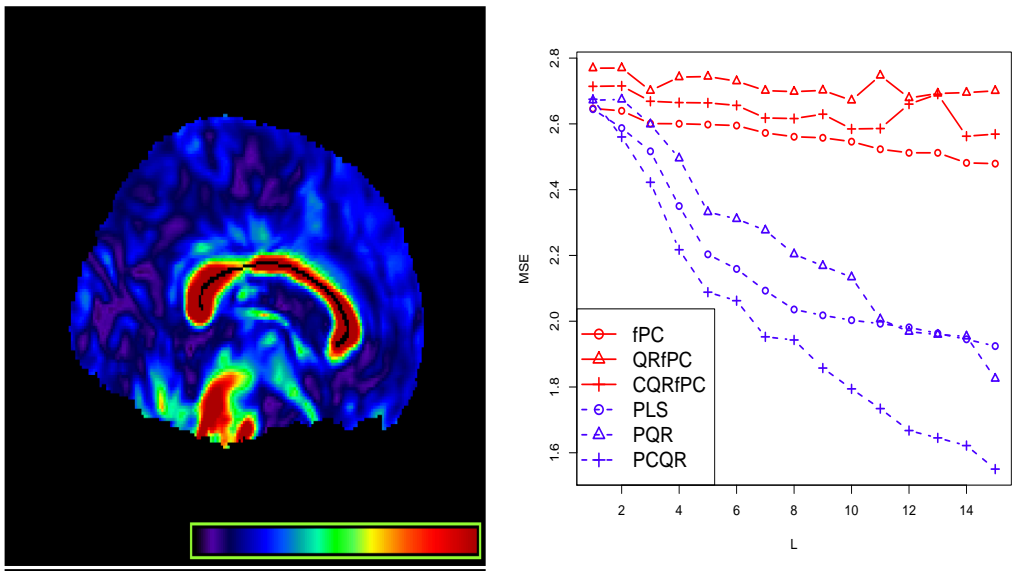 2.8
2.6
2.4
2.2
2.0
1.8
1.6
MSE
fPC
QRfPC
CQRfPC
PLS
PQR
PCQR
2 4 6 8 10 12 14
L